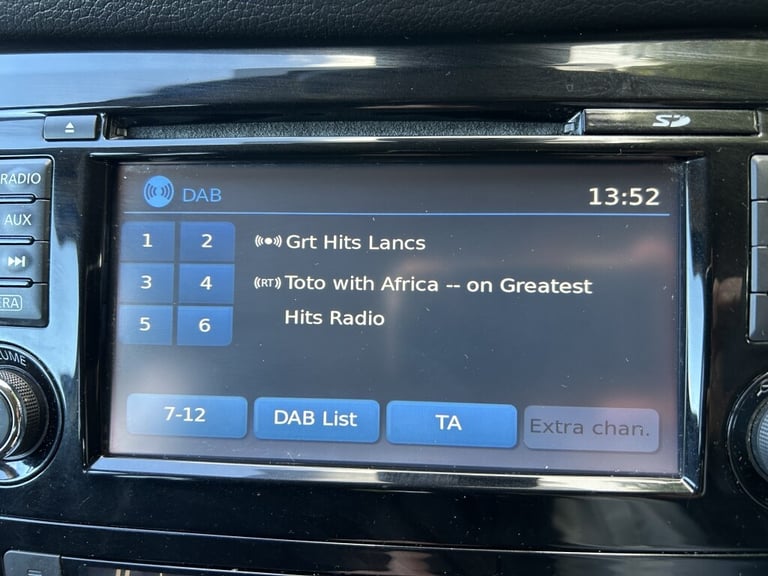 SD
RADIO
DAB
13:52
AUX
1 2
((•)) Grt Hits Lancs
3 4
((RT)) Toto with Africa -- on Greatest
Hits Radio
5 6
7-12
DAB List
TA
Extra chan.